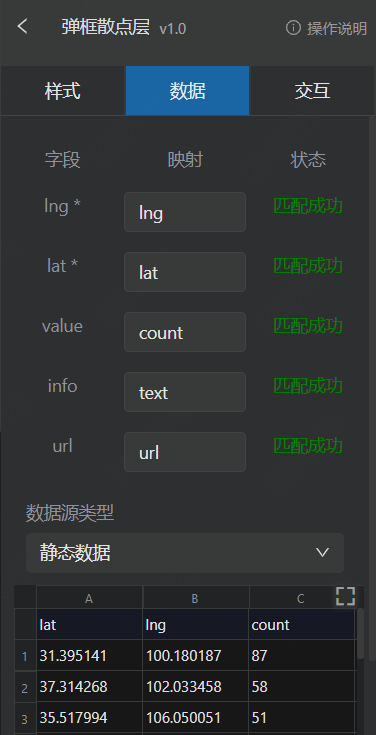 弹框散点层 v1.0 操作说明
样式 数据 交互
字段 映射 状态
lng * lng 匹配成功
lat * lat 匹配成功
value count 匹配成功
info text 匹配成功
url url 匹配成功
数据源类型
静态数据
A B C
lat lng count
1 31.395141 100.180187 87
2 37.314268 102.033458 58
3 35.517994 106.050051 51